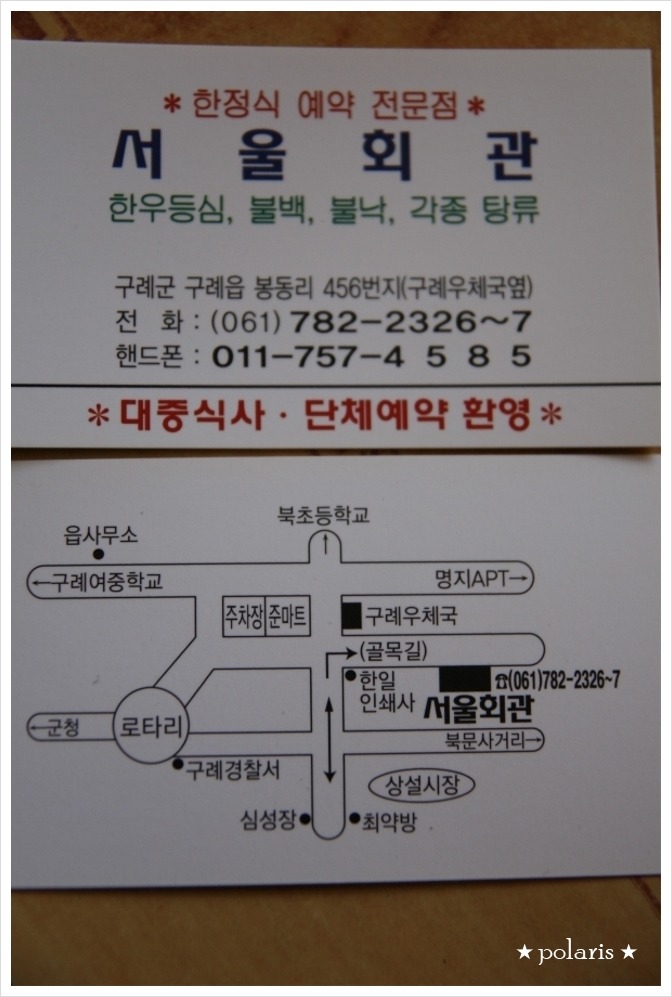 * 한정식 예약 전문점 *
서울회관
한우등심, 불백, 불낙, 각종 탕류
구례군 구례읍 봉동리 456번지(구례우체국옆)
전 화 : (061) 782-2326~7
핸드폰 : 011-757-4 5 8 5
* 대중식사 · 단체예약 환영 *
북초등학교
읍사무소
←구례여중학교
명지APT→
주차장 준마트
구례우체국
(골목길)
한일
인쇄사
☎(061)782-2326~7
서울회관
←군청
로타리
북문사거리→
구례경찰서
상설시장
심성장
최약방
★ polaris ★